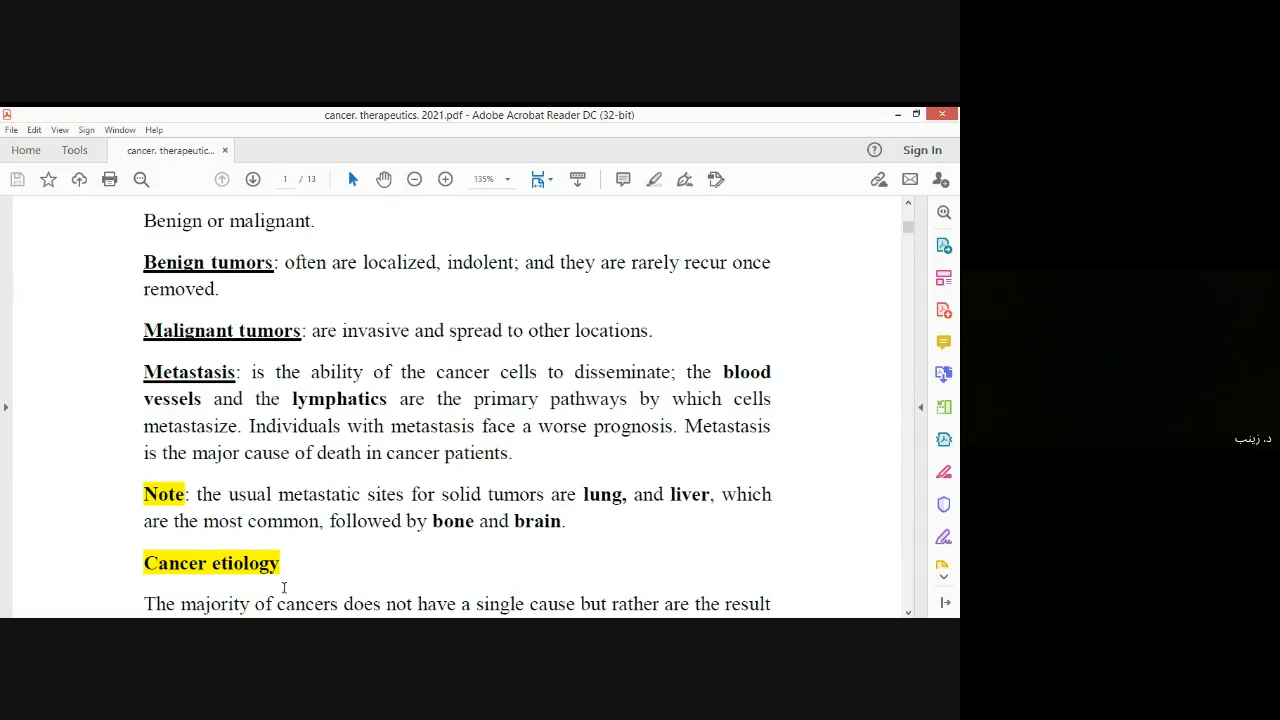 cancer. therapeutics. 2021.pdf - Adobe Acrobat Reader DC (32-bit)
File Edit View Sign Window Help
Home Tools cancer. therapeutic... × Sign In
1 / 13 135%
Benign or malignant.
Benign tumors: often are localized, indolent; and they are rarely recur once
removed.
Malignant tumors: are invasive and spread to other locations.
Metastasis: is the ability of the cancer cells to disseminate; the blood
vessels and the lymphatics are the primary pathways by which cells
metastasize. Individuals with metastasis face a worse prognosis. Metastasis
is the major cause of death in cancer patients.
Note: the usual metastatic sites for solid tumors are lung, and liver, which
are the most common, followed by bone and brain.
Cancer etiology
The majority of cancers does not have a single cause but rather are the result
د. زينب